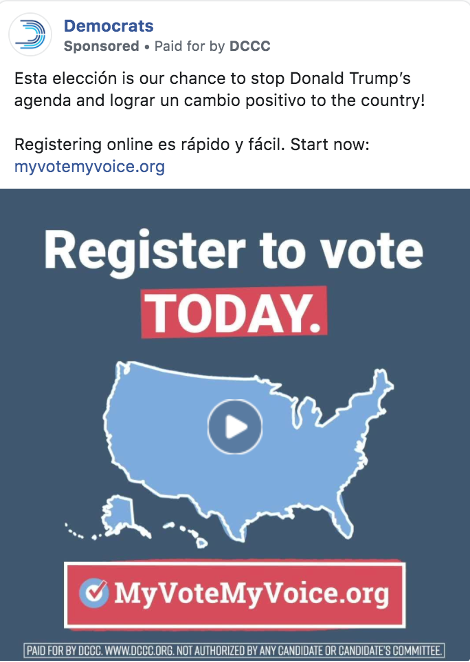 Democrats
Sponsored • Paid for by DCCC
Esta elección is our chance to stop Donald Trump's
agenda and lograr un cambio positivo to the country!
Registering online es rápido y fácil. Start now:
myvotemyvoice.org
Register to vote
TODAY.
MyVoteMyVoice.org
PAID FOR BY DCCC. WWW.DCCC.ORG. NOT AUTHORIZED BY ANY CANDIDATE OR CANDIDATE'S COMMITTEE.